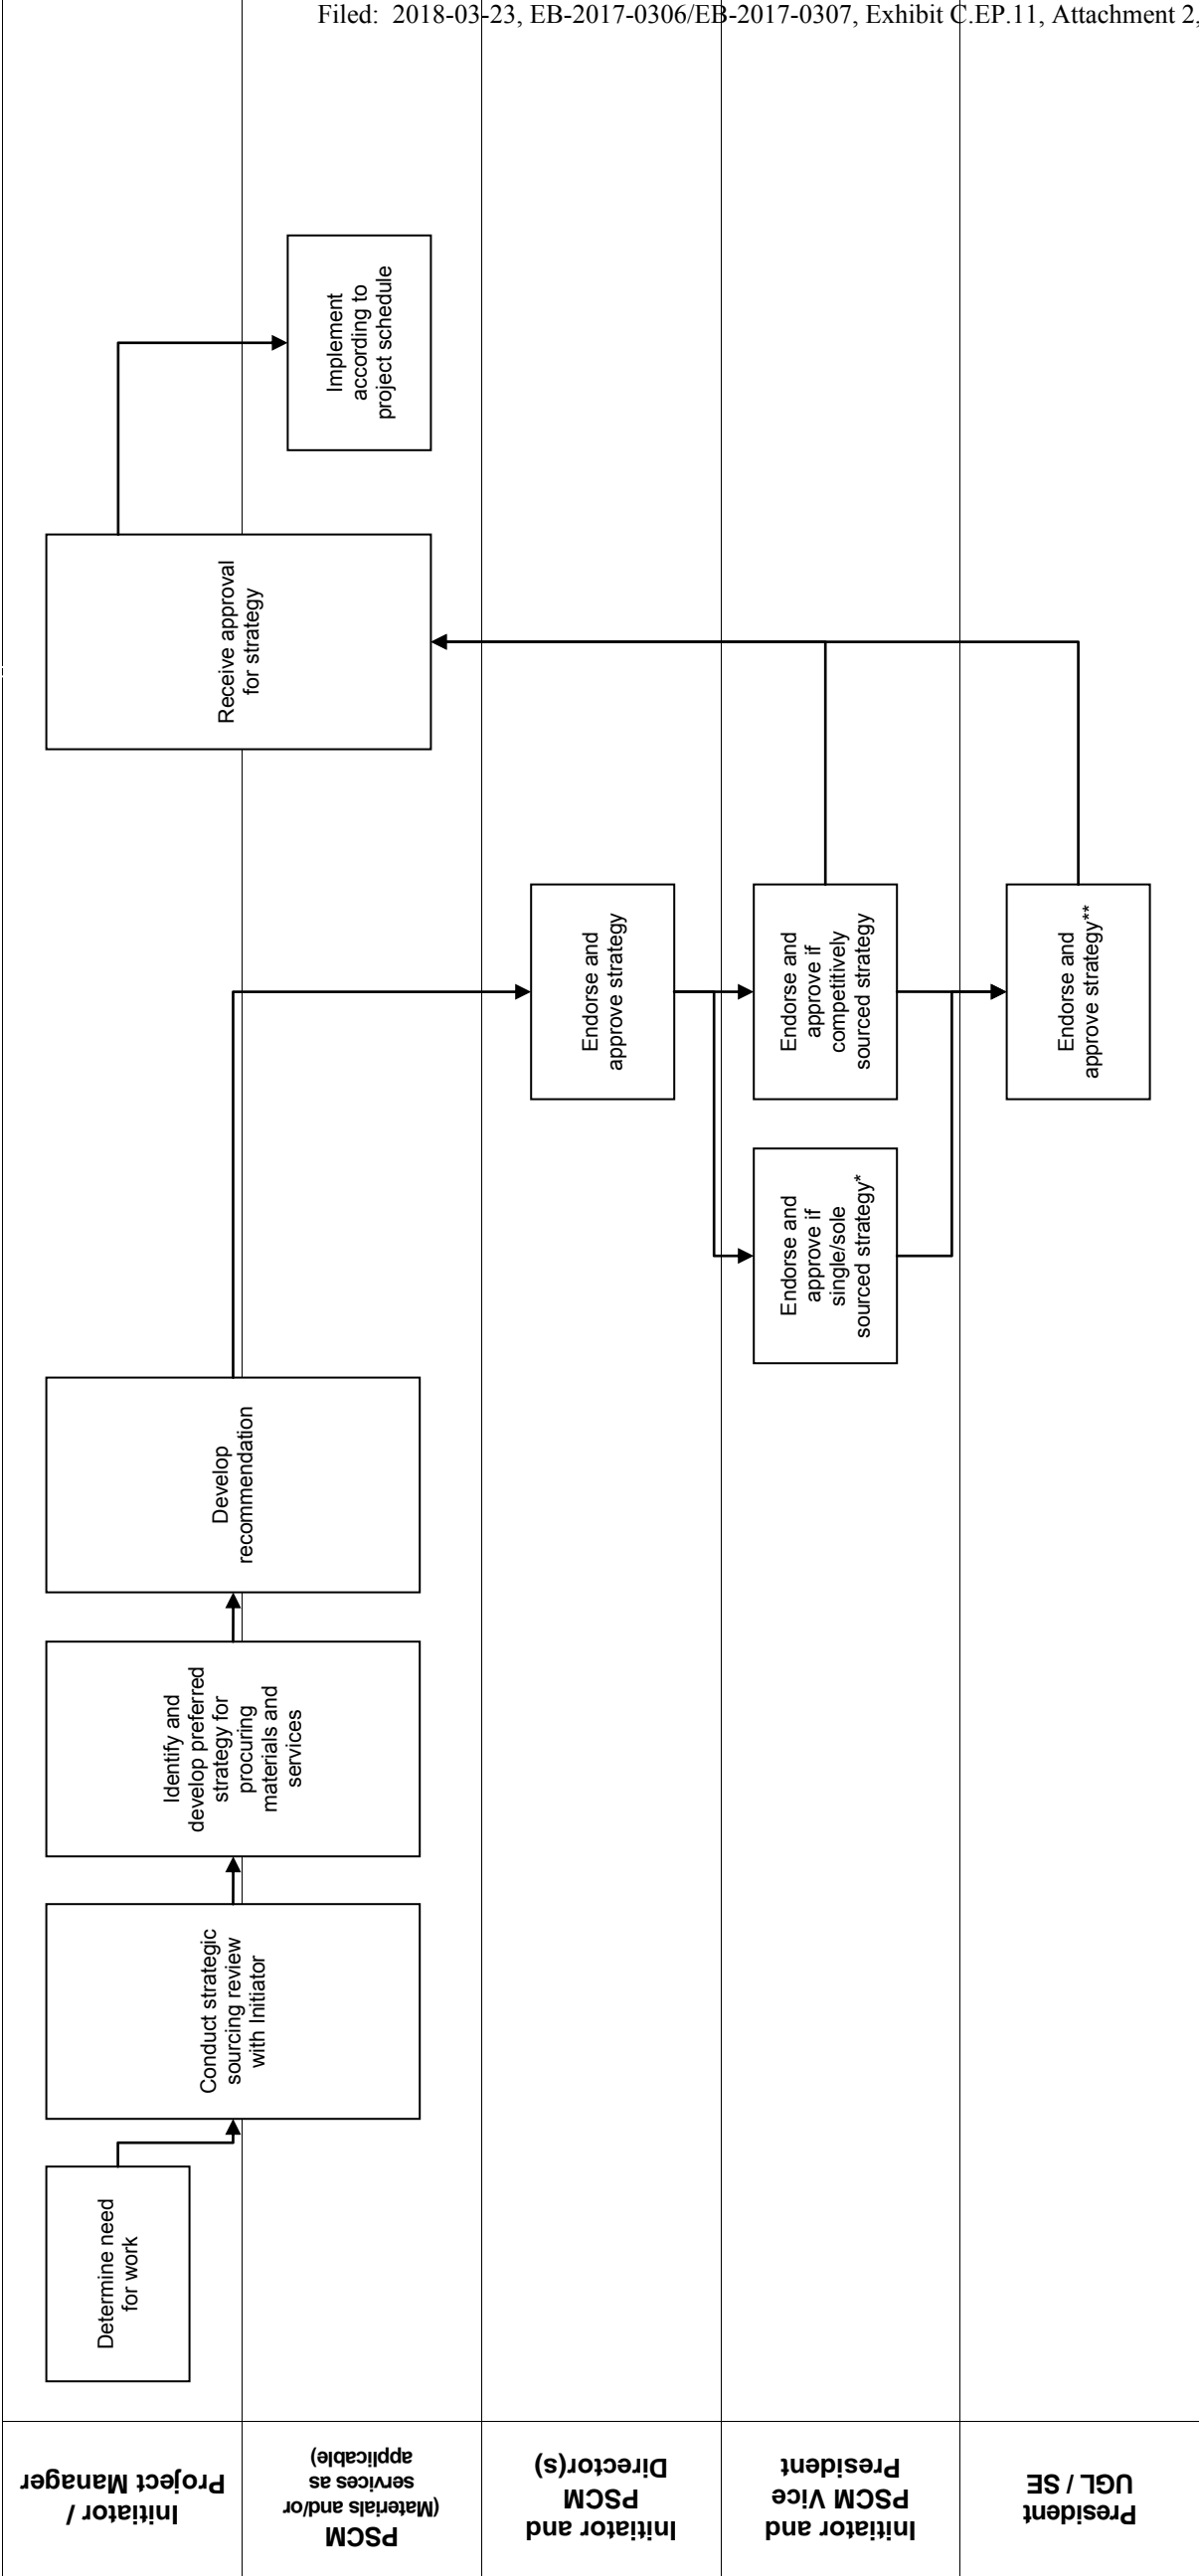 Filed: 2018-03-23, EB-2017-0306/EB-2017-0307, Exhibit C.EP.11, Attachment 2,
Initiator /
Project Manager
PSCM
(Materials and/or
services as
applicable)
Initiator and
PSCM
Director(s)
Initiator and
PSCM Vice
President
President
UGL / SE
Determine need
for work
Conduct strategic
sourcing review
with Initiator
Identify and
develop preferred
strategy for
procuring
materials and
services
Develop
recommendation
Endorse and
approve strategy
Endorse and
approve if
single/sole
sourced strategy*
Endorse and
approve if
competitively
sourced strategy
Endorse and
approve strategy**
Receive approval
for strategy
Implement
according to
project schedule